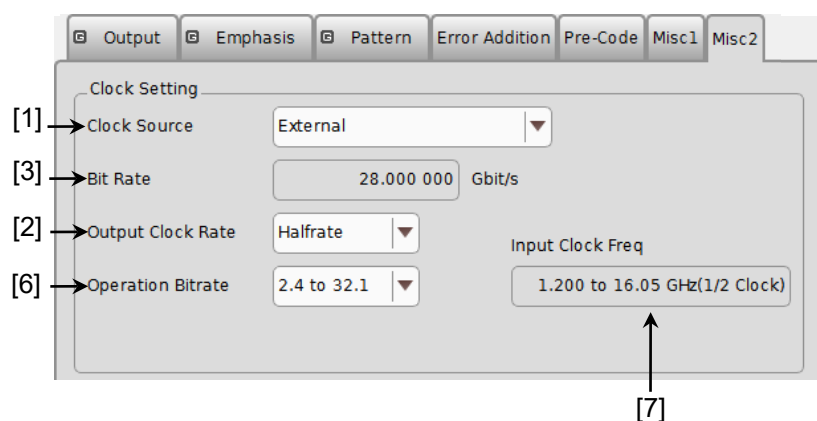 G Output G Emphasis G Pattern Error Addition Pre-Code Misc1 Misc2
Clock Setting
[1] Clock Source External
[3] Bit Rate 28.000 000 Gbit/s
[2] Output Clock Rate Halfrate
Input Clock Freq
[6] Operation Bitrate 2.4 to 32.1 1.200 to 16.05 GHz(1/2 Clock)
[7]